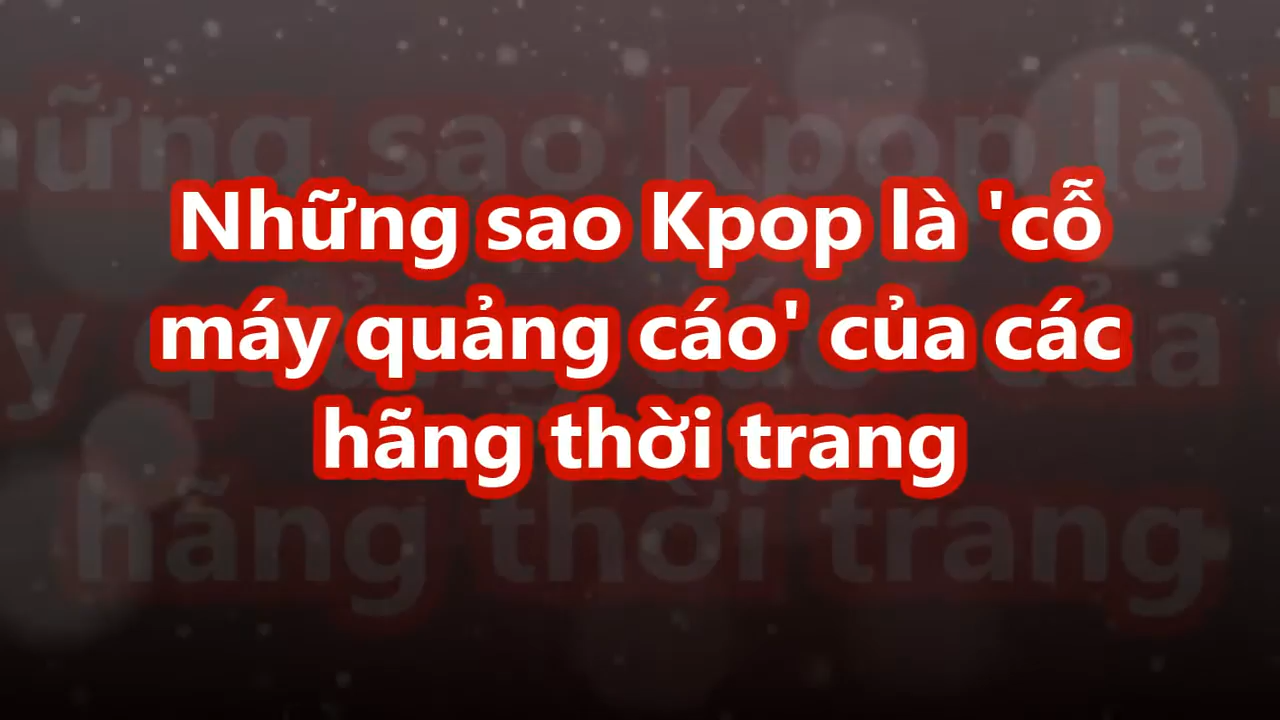 Những sao Kpop là 'cỗ
máy quảng cáo' của các
hãng thời trang